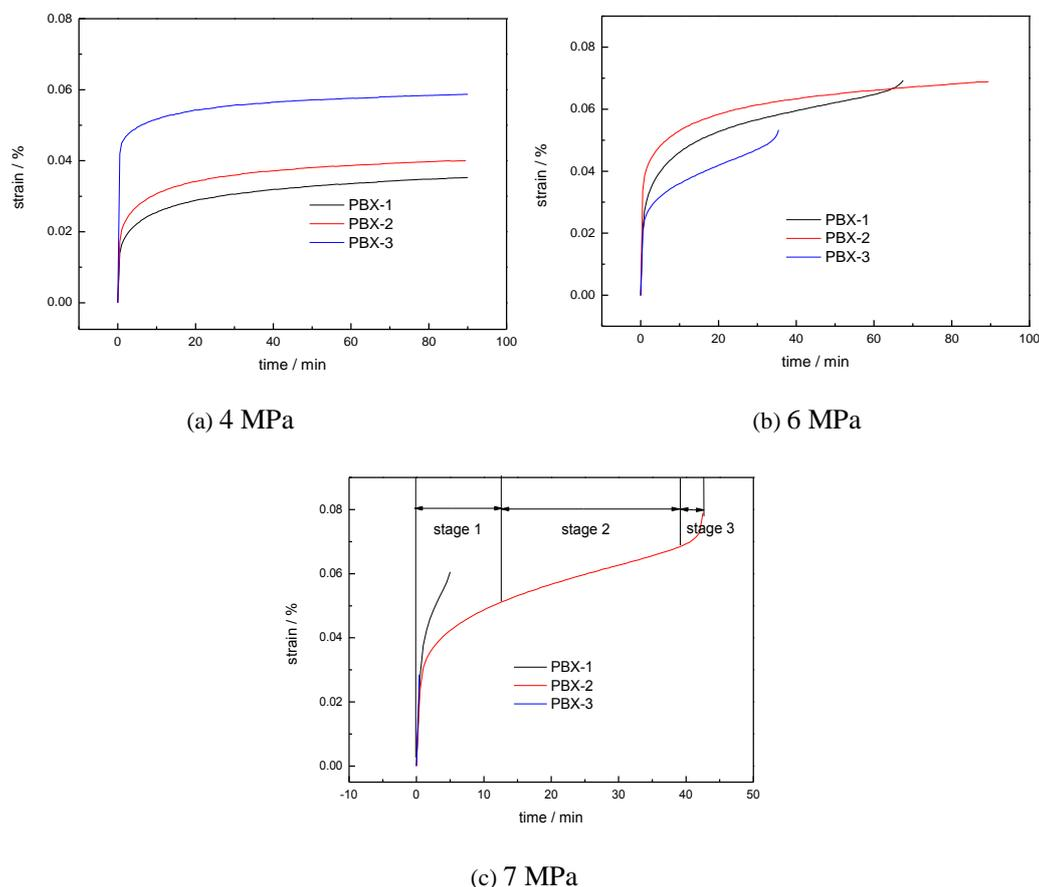 0.08
0.06
0.04
0.02
0.00
strain / %
PBX-1
PBX-2
PBX-3
0 20 40 60 80 100
time / min
(a) 4 MPa
0.08
0.06
0.04
0.02
0.00
strain / %
PBX-1
PBX-2
PBX-3
0 20 40 60 80 100
time / min
(b) 6 MPa
0.08
0.06
0.04
0.02
0.00
strain / %
stage 1 stage 2 stage 3
PBX-1
PBX-2
PBX-3
-10 0 10 20 30 40 50
time / min
(c) 7 MPa